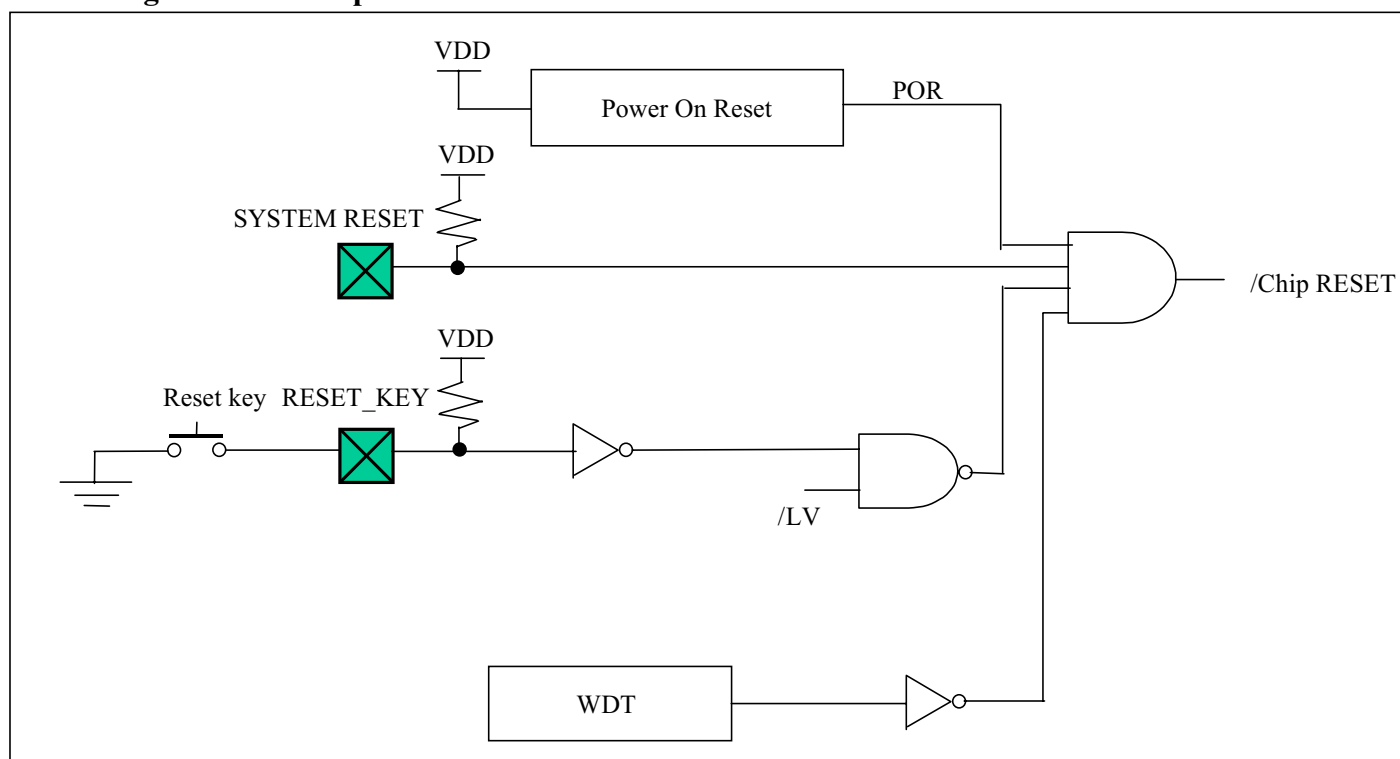 VDD
Power On Reset
POR
VDD
SYSTEM RESET
/Chip RESET
VDD
Reset key
RESET_KEY
/LV
WDT